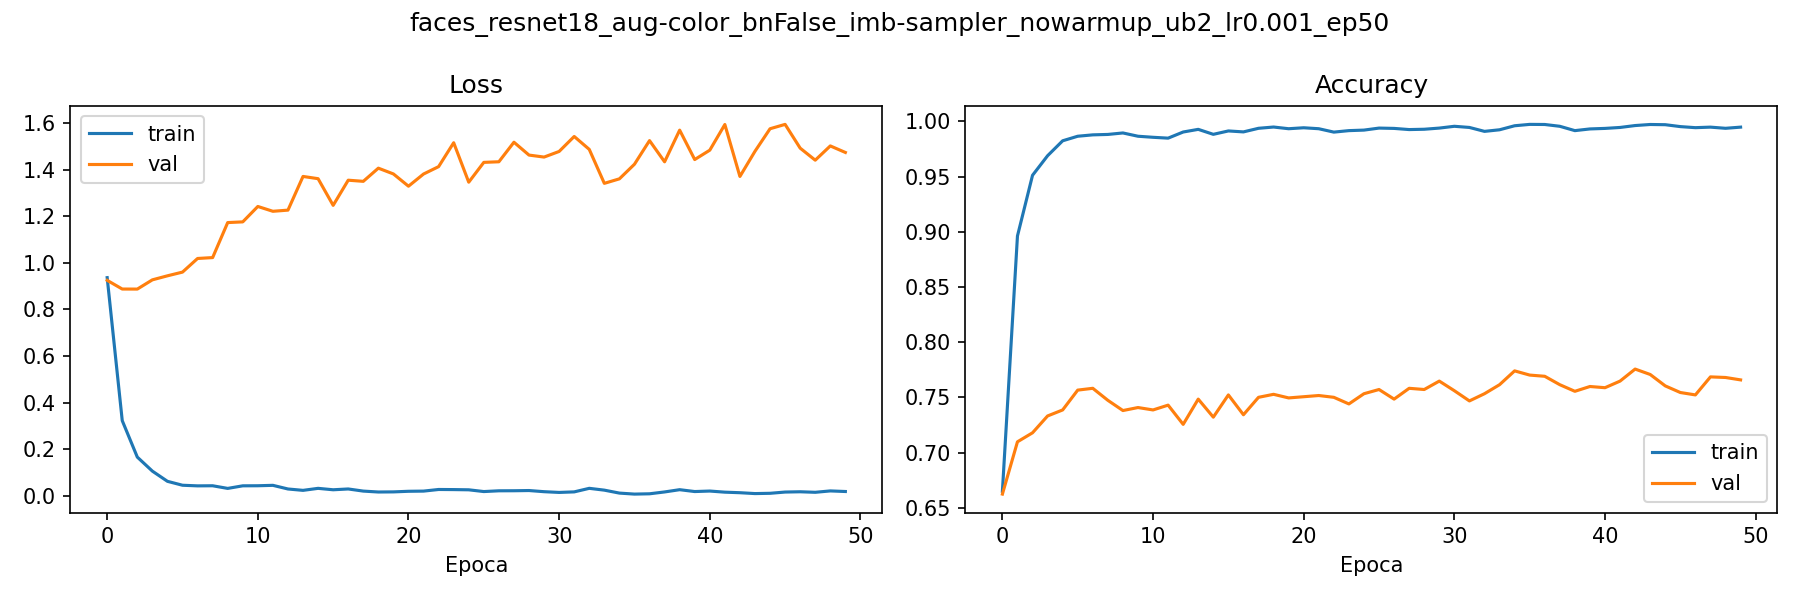 faces_resnet18_aug-color_bnFalse_imb-sampler_nowarmup_ub2_lr0.001_ep50
Loss
train
val
1.6
1.4
1.2
1.0
0.8
0.6
0.4
0.2
0.0
0 10 20 30 40 50
Epoca
Accuracy
1.00
0.95
0.90
0.85
0.80
0.75
0.70
0.65
train
val
0 10 20 30 40 50
Epoca